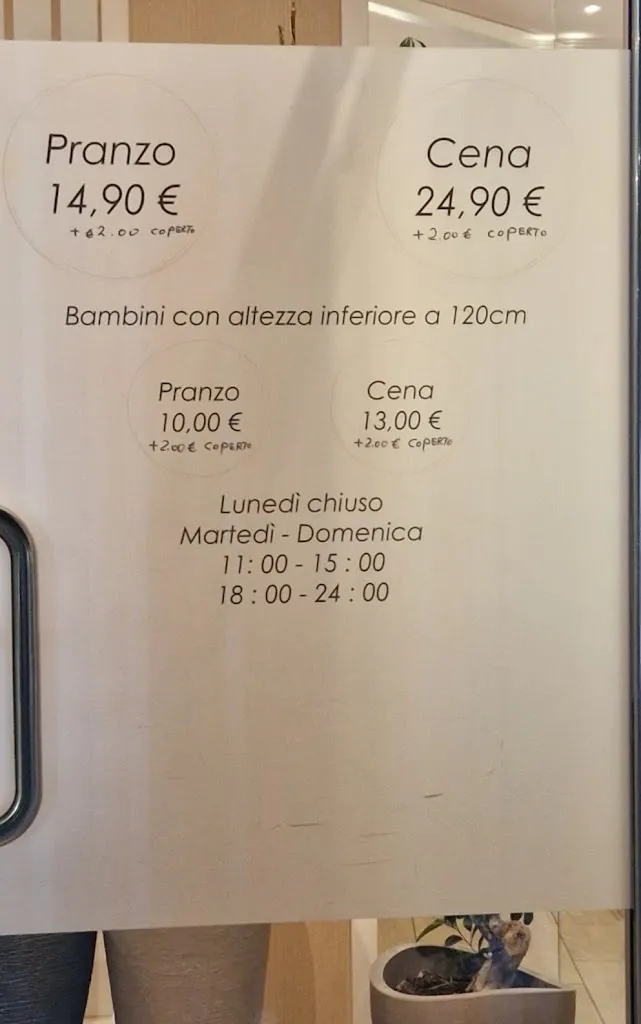 Pranzo
14,90 €
+ €2.00 COPERTO
Cena
24,90 €
+2.00 € COPERTO
Bambini con altezza inferiore a 120cm
Pranzo
10,00 €
+2.00 € COPERTO
Cena
13,00 €
+2.00 € COPERTO
Lunedì chiuso
Martedì - Domenica
11: 00 - 15 : 00
18 : 00 - 24 : 00